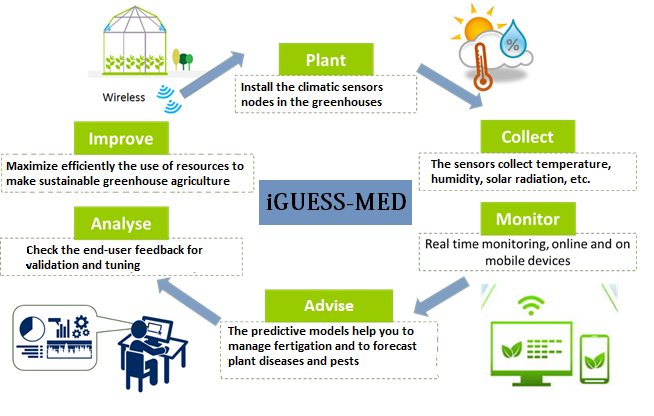 Plant
Install the climatic sensors
nodes in the greenhouses
Wireless
%
Collect
The sensors collect temperature,
humidity, solar radiation, etc.
Monitor
Real time monitoring, online and on
mobile devices
Advise
The predictive models help you to
manage fertigation and to forecast
plant diseases and pests
Analyse
Check the end-user feedback for
validation and tuning
Improve
Maximize efficiently the use of resources to
make sustainable greenhouse agriculture
iGUESS-MED